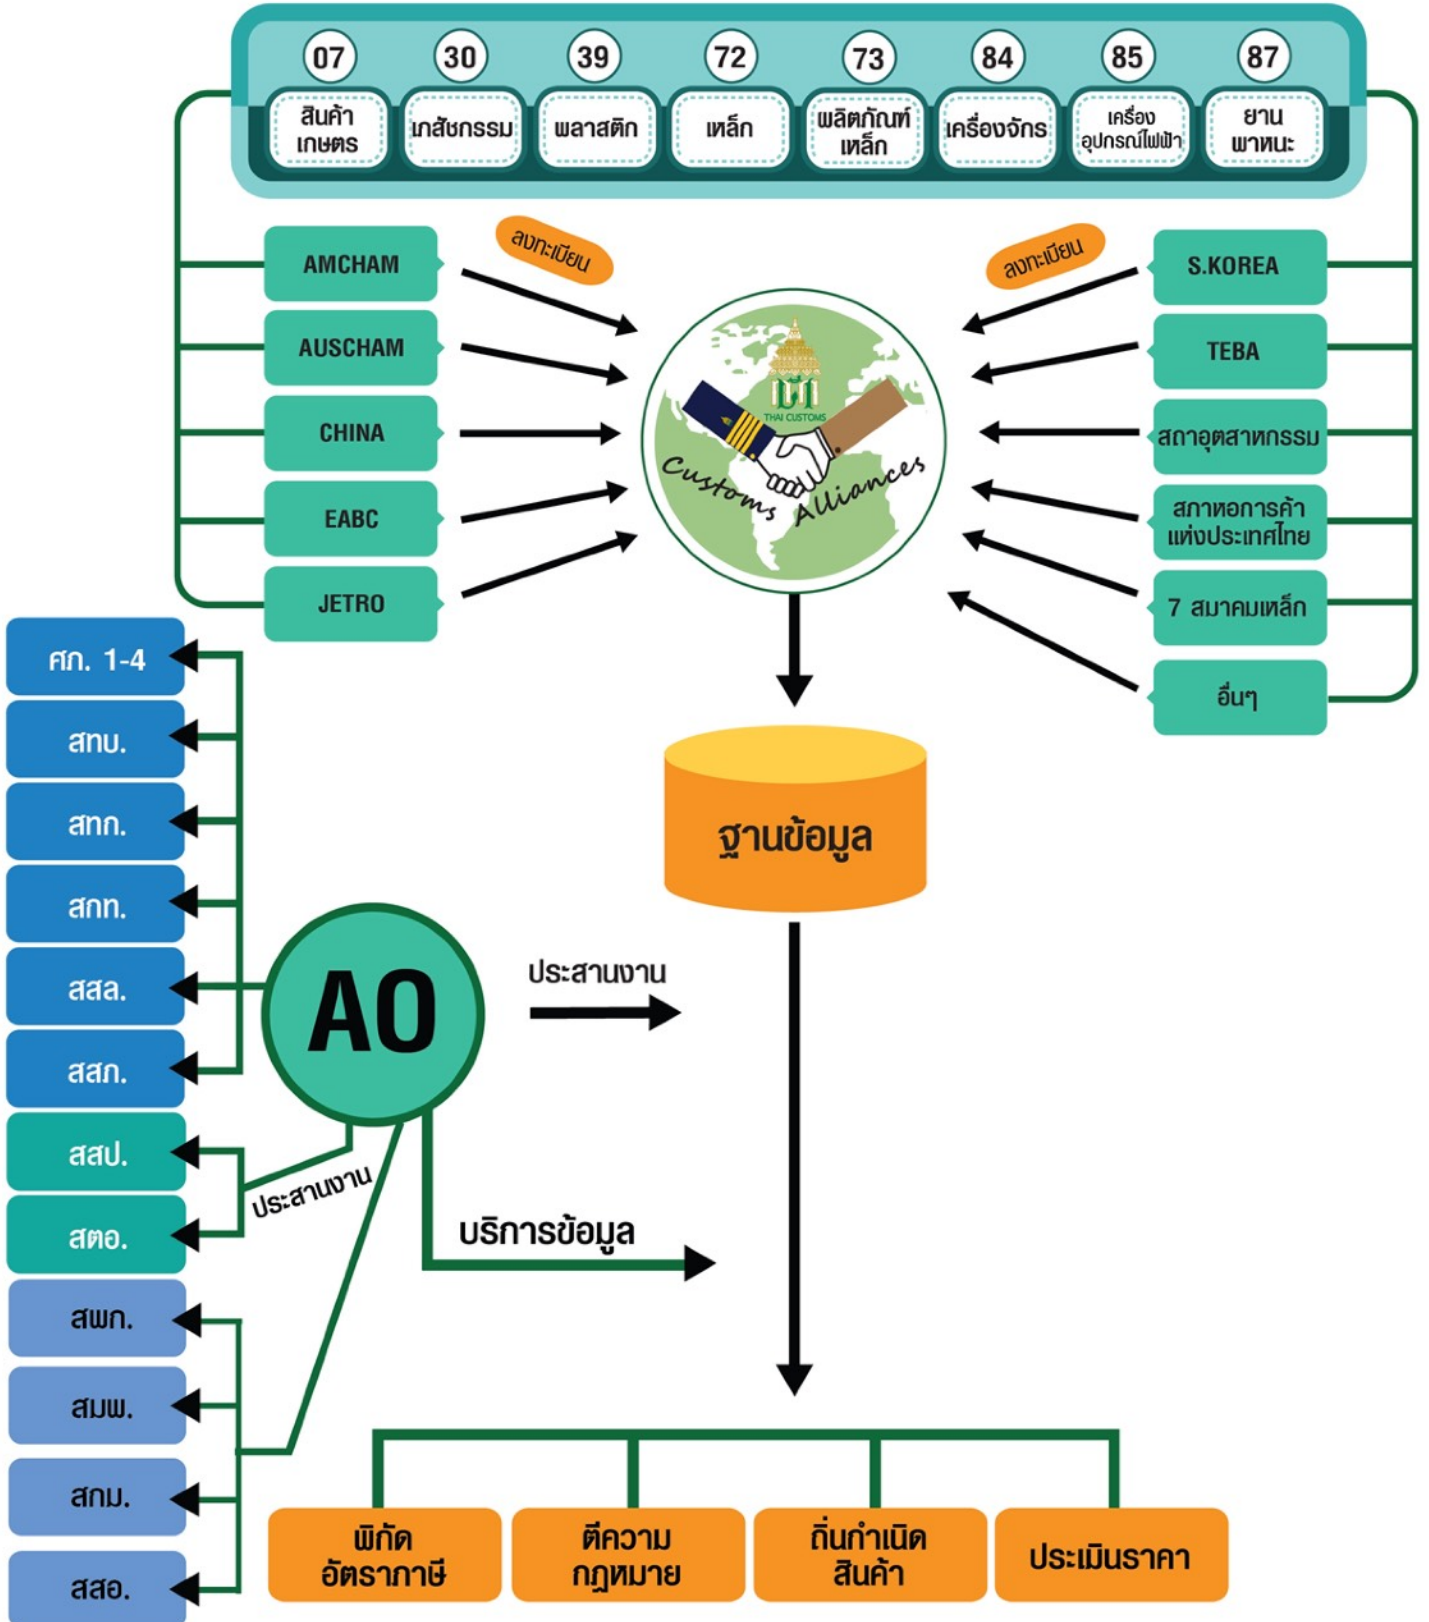 07
30
39
72
73
84
85
87
สินค้า
เกษตร
เภสัชกรรม
พลาสติก
เหล็ก
ผลิตภัณฑ์
เหล็ก
เครื่องจักร
เครื่อง
อุปกรณ์ไฟฟ้า
ยาน
พาหนะ
ลงทะเบียน
ลงทะเบียน
AMCHAM
AUSCHAM
CHINA
EABC
JETRO
THAI CUSTOMS
Customs Alliances
S.KOREA
TEBA
สถาอุตสาหกรรม
สภาหอการค้า
แห่งประเทศไทย
7 สมาคมเหล็ก
อื่นๆ
ฐานข้อมูล
ศภ. 1-4
สทบ.
สทก.
สกท.
สสล.
สสภ.
สสป.
สตอ.
สพก.
สมพ.
สกม.
สสอ.
AO
ประสานงาน
ประสานงาน
บริการข้อมูล
พิกัด
อัตราภาษี
ตีความ
กฎหมาย
ถิ่นกำเนิด
สินค้า
ประเมินราคา